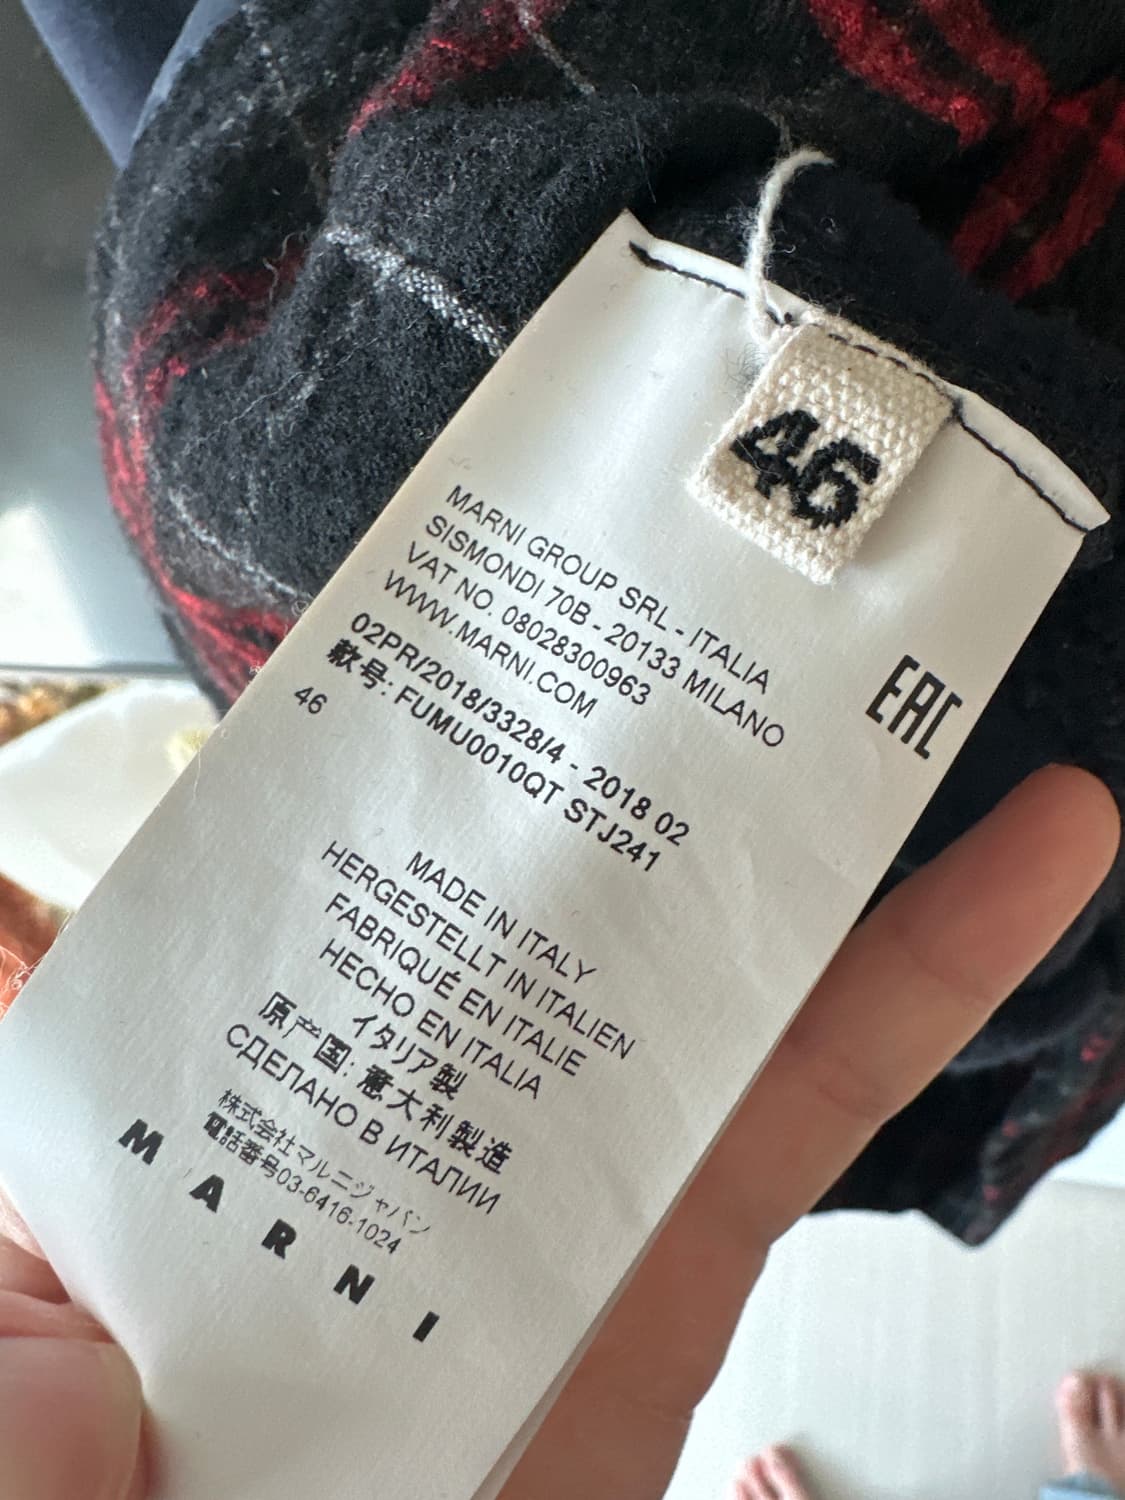 46
MARNI GROUP SRL - ITALIA
SISMONDI 70B - 20133 MILANO
VAT NO. 08028300963
WWW.MARNI.COM
EAC
02PR/2018/3328/4 - 2018 02
款号: FUMU0010QT STJ241
46
MADE IN ITALY
HERGESTELLT IN ITALIEN
FABRIQUÉ EN ITALIE
HECHO EN ITALIA
イタリア製
原产国: 意大利製造
СДЕЛАНО В ИТАЛИИ
株式会社マルニジャパン
電話番号03-6416-1024
MARNI